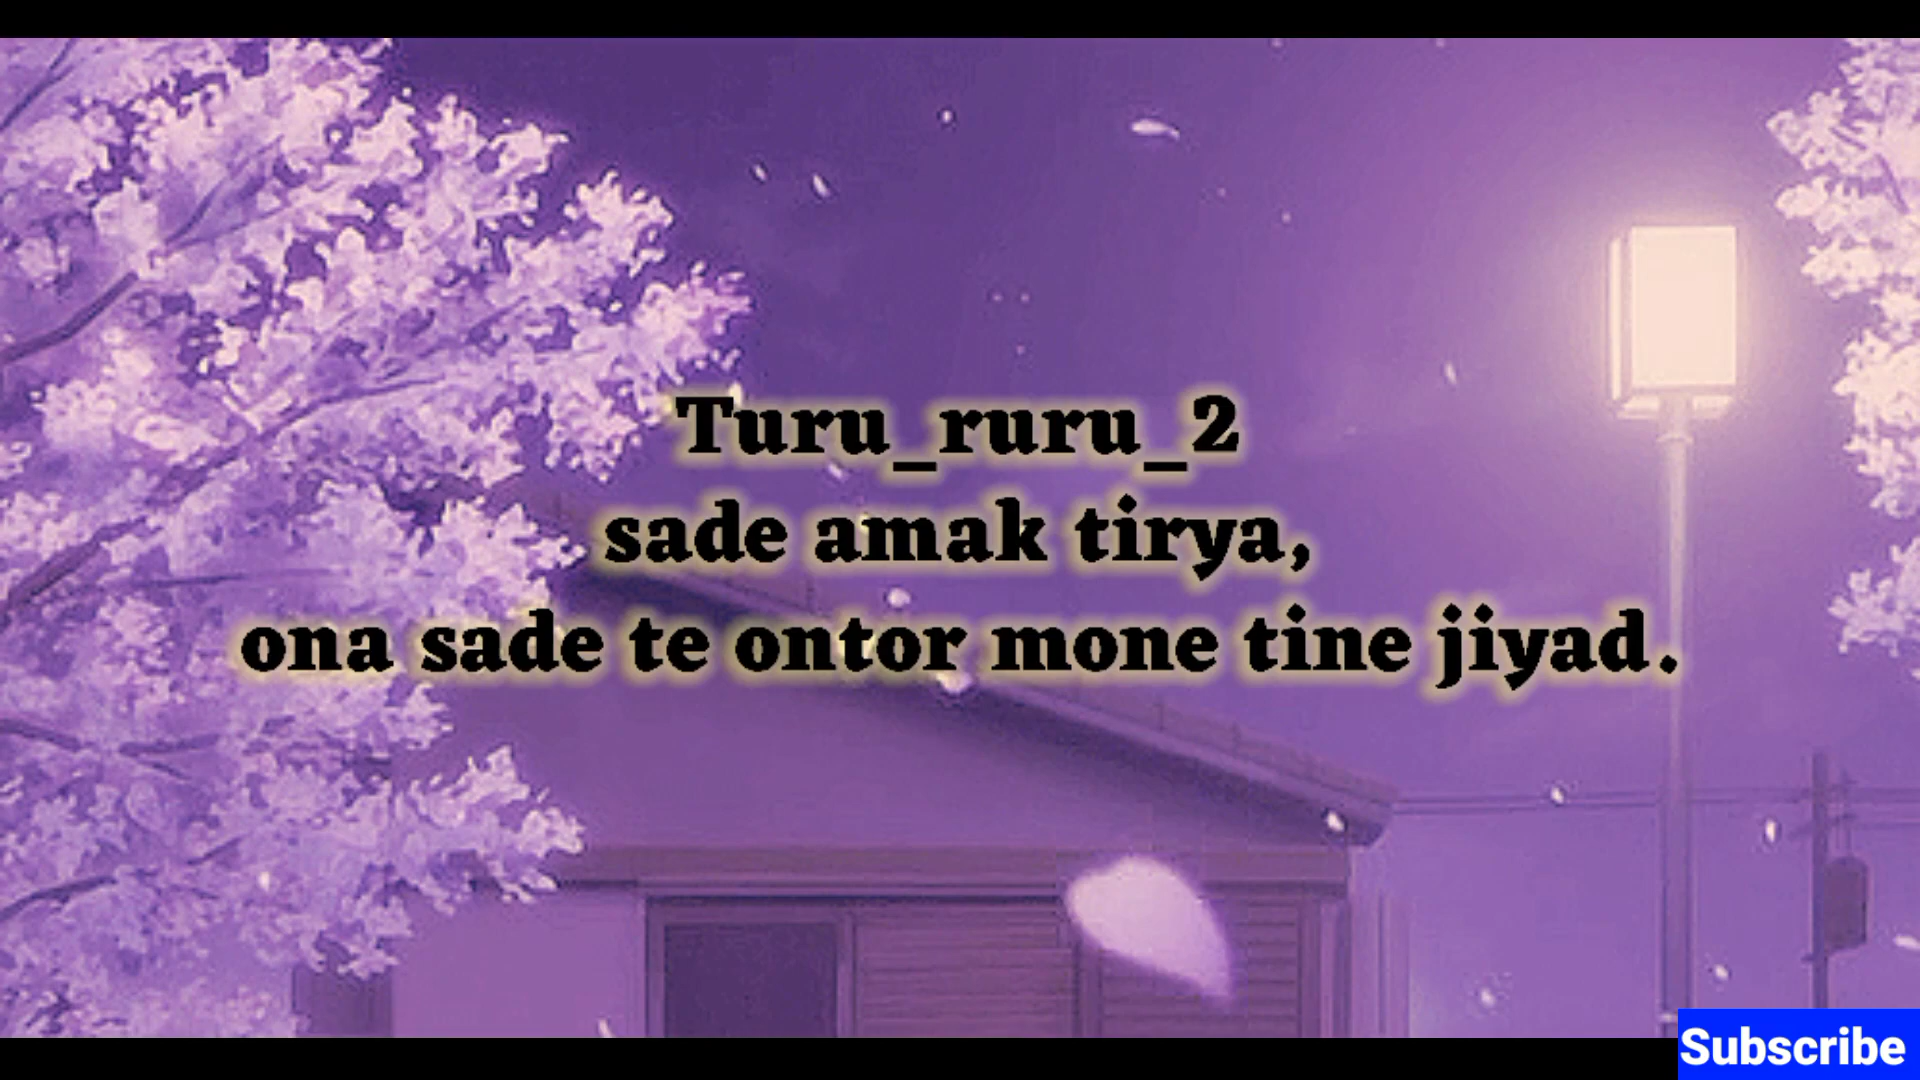 Turu_ruru_2
sade amak tirya,
ona sade te ontor mone tine jiyad.
Subscribe